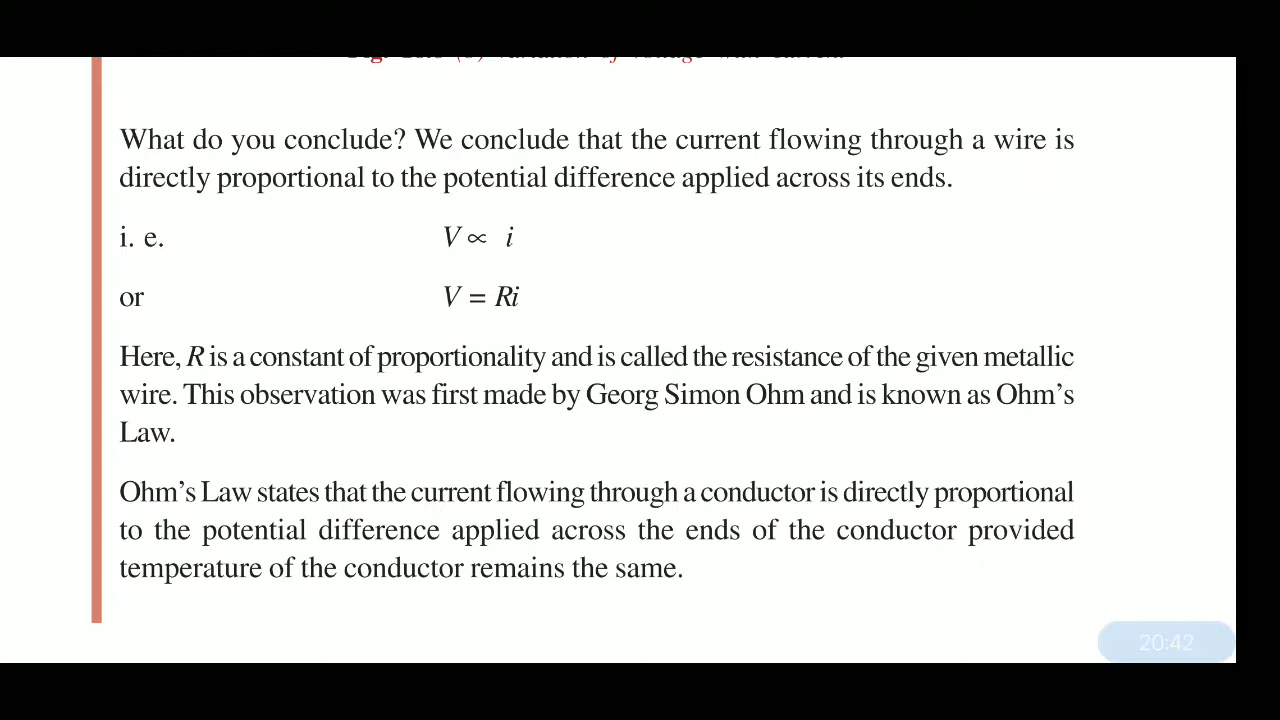 What do you conclude? We conclude that the current flowing through a wire is
directly proportional to the potential difference applied across its ends.
i. e. V ∝ i
or V = Ri
Here, R is a constant of proportionality and is called the resistance of the given metallic
wire. This observation was first made by Georg Simon Ohm and is known as Ohm’s
Law.
Ohm’s Law states that the current flowing through a conductor is directly proportional
to the potential difference applied across the ends of the conductor provided
temperature of the conductor remains the same.
20:42